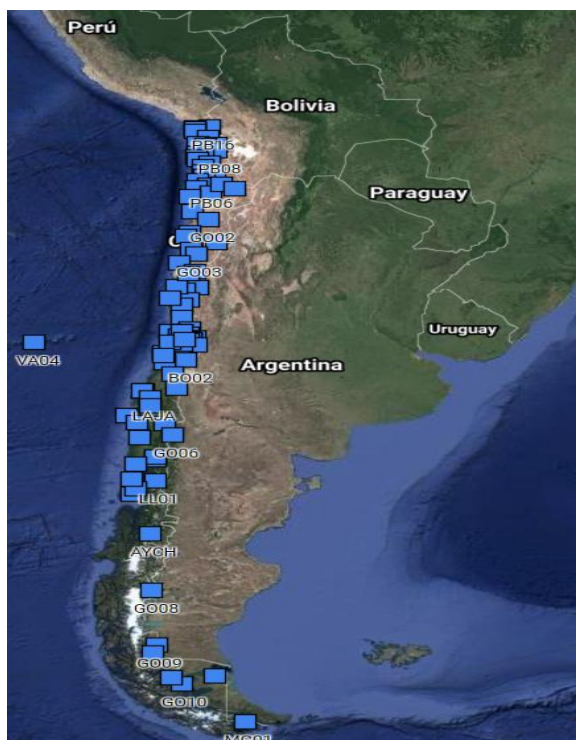 Perú
Bolivia
PB16
PB08
Paraguay
PB06
GO02
GO03
Uruguay
VA04
Argentina
BO02
LAJA
GO06
LL01
AYCH
GO08
GO09
GO10
MG01